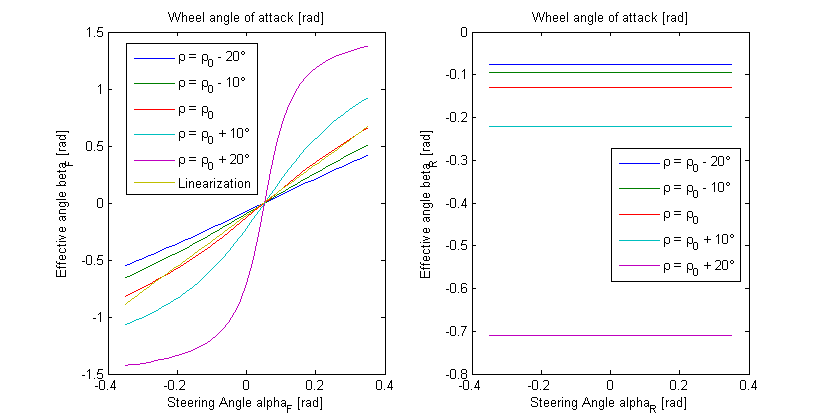 Wheel angle of attack [rad]
Effective angle beta_F [rad]
1.5
1
0.5
0
-0.5
-1
-1.5
ρ = ρ₀ - 20°
ρ = ρ₀ - 10°
ρ = ρ₀
ρ = ρ₀ + 10°
ρ = ρ₀ + 20°
Linearization
-0.4 -0.2 0 0.2 0.4
Steering Angle alpha_F [rad]
Wheel angle of attack [rad]
Effective angle beta_R [rad]
0
-0.1
-0.2
-0.3
-0.4
-0.5
-0.6
-0.7
-0.8
ρ = ρ₀ - 20°
ρ = ρ₀ - 10°
ρ = ρ₀
ρ = ρ₀ + 10°
ρ = ρ₀ + 20°
-0.4 -0.2 0 0.2 0.4
Steering Angle alpha_R [rad]